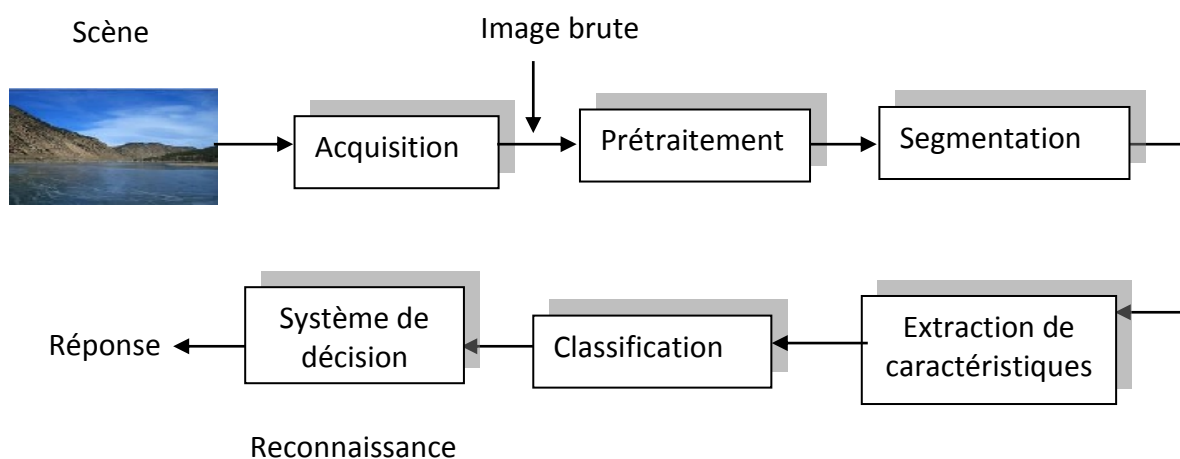 Scène
Image brute
Acquisition
Prétraitement
Segmentation
Extraction de
caractéristiques
Classification
Système de
décision
Réponse
Reconnaissance